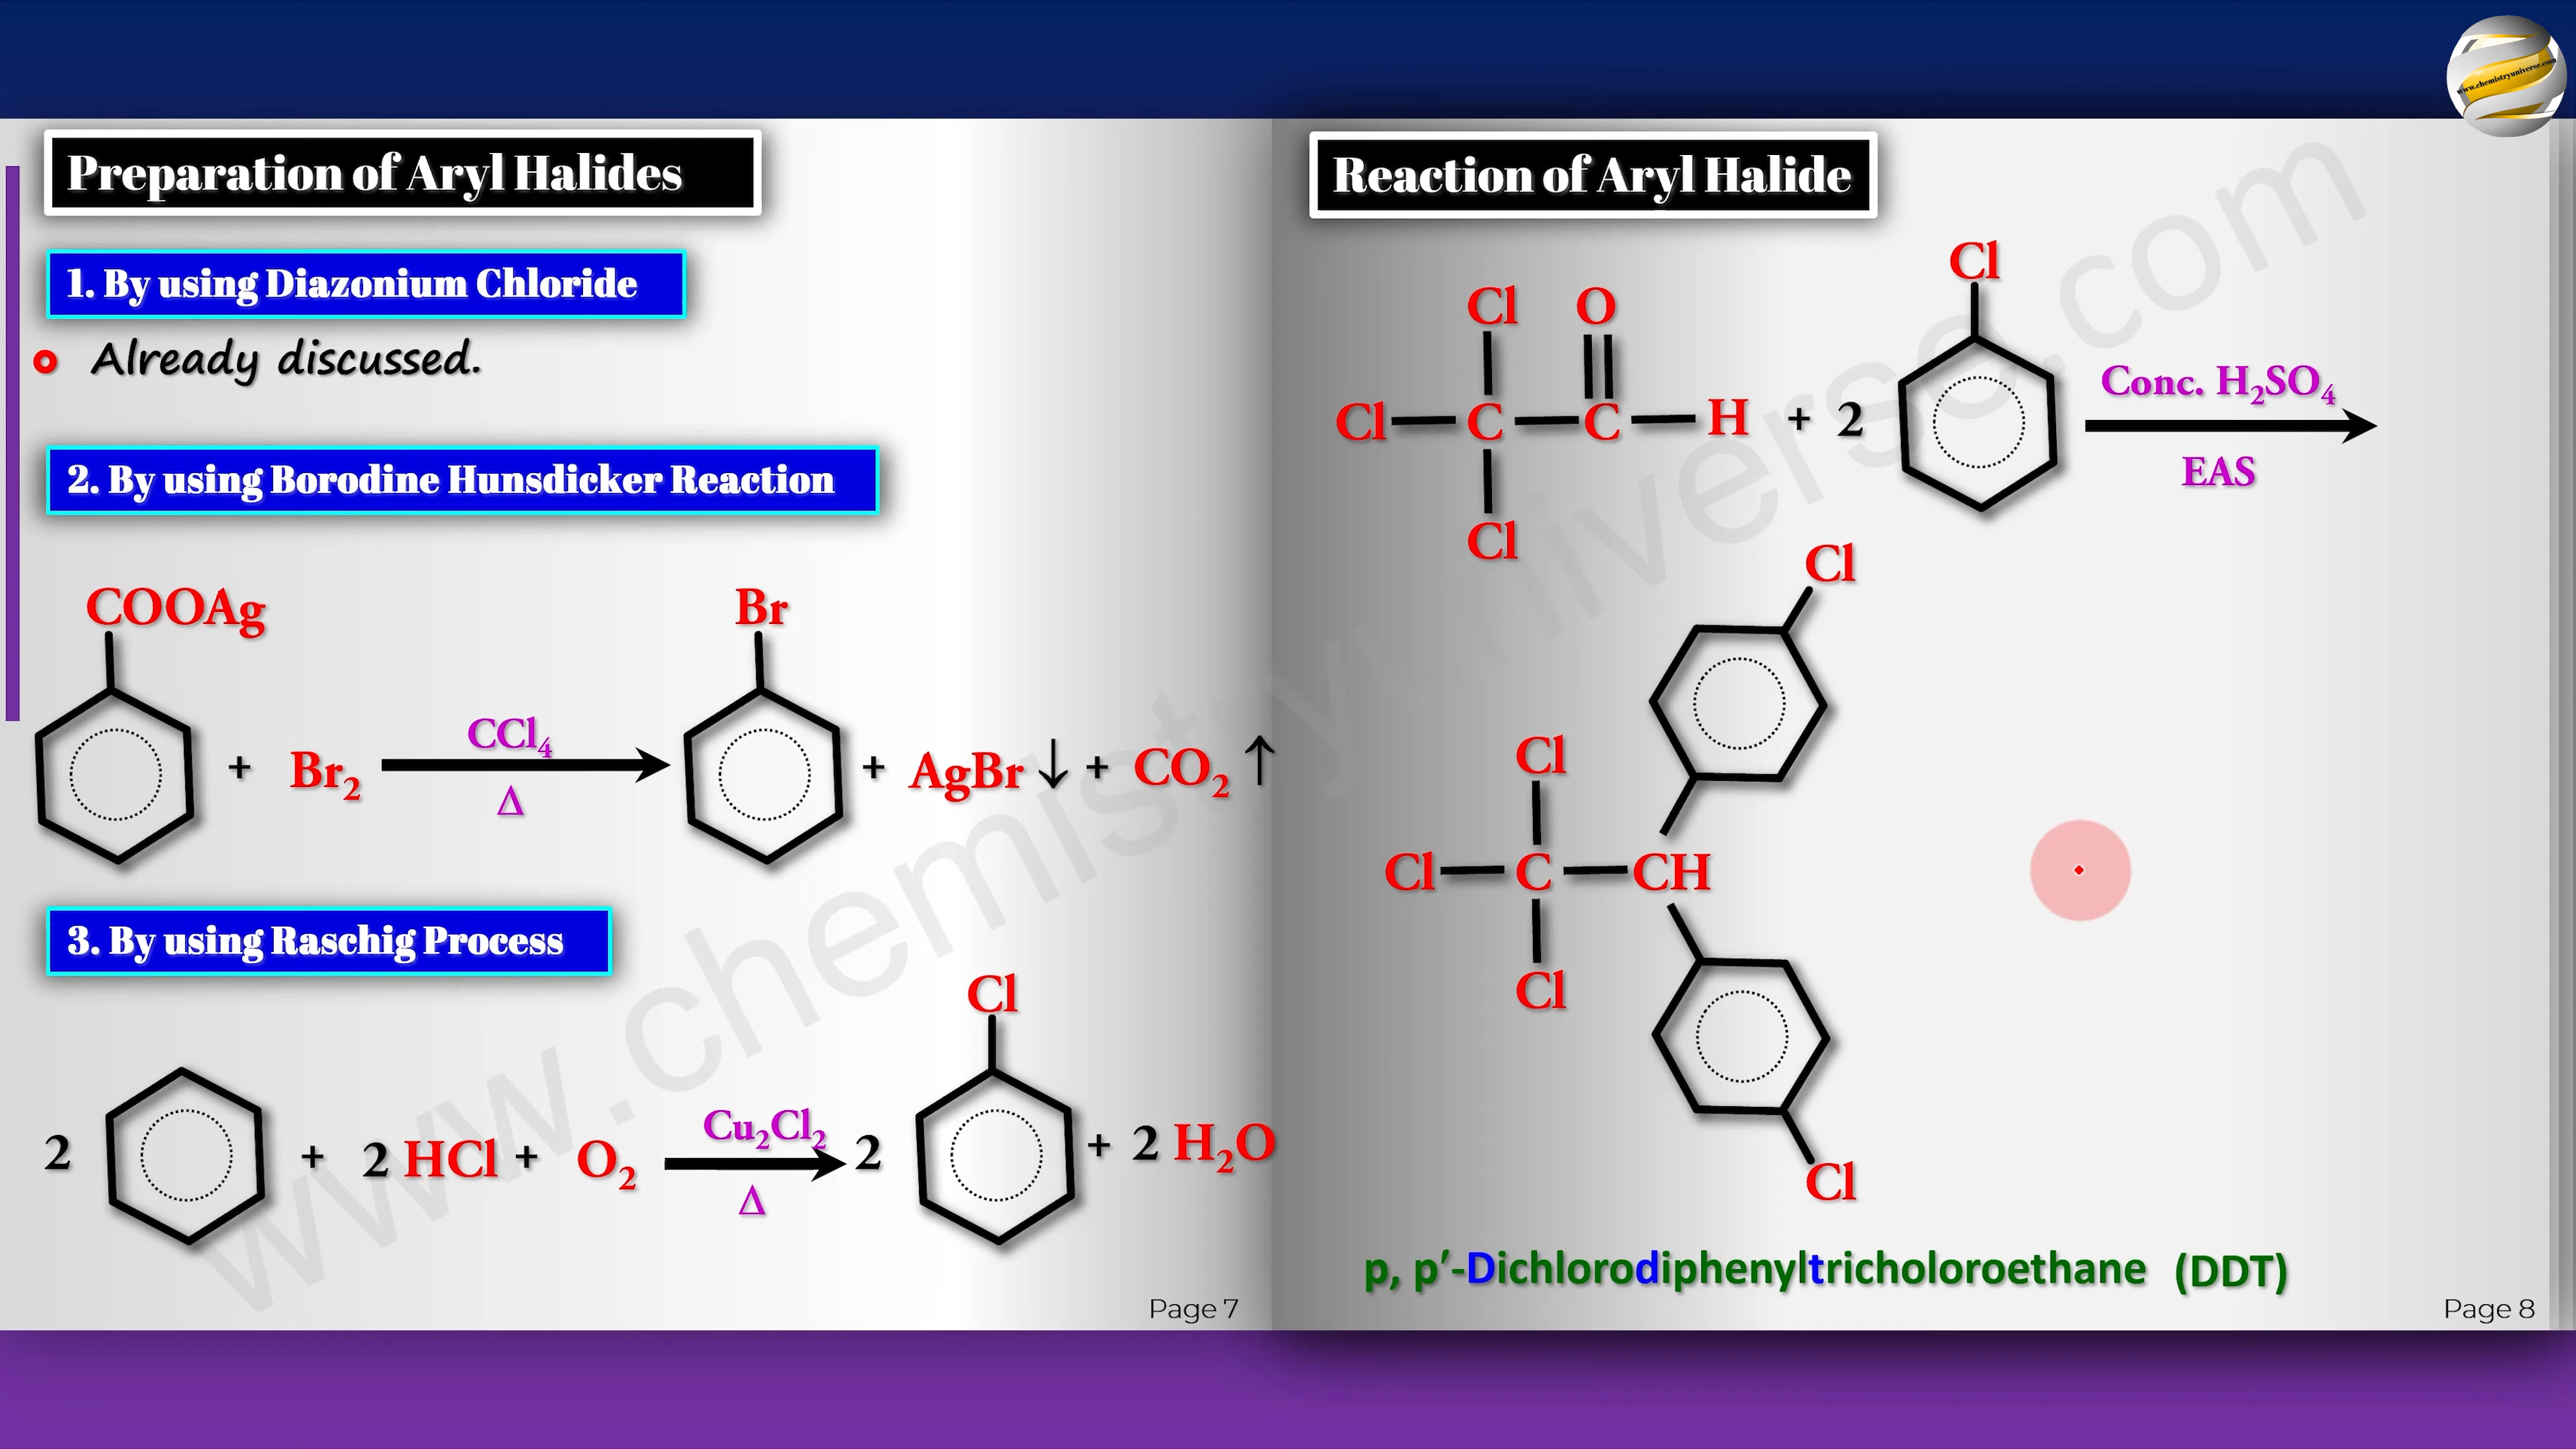 www.chemistryuniverse.com
Preparation of Aryl Halides
1. By using Diazonium Chloride
Already discussed.
2. By using Borodine Hunsdicker Reaction
COOAg
+ Br₂
CCl₄
Δ
Br
+ AgBr ↓ + CO₂ ↑
3. By using Raschig Process
2 + 2 HCl + O₂
Cu₂Cl₂
Δ
Cl
2 + 2 H₂O
Page 7
Reaction of Aryl Halide
Cl O
Cl C C H
Cl
+ 2
Cl
Conc. H₂SO₄
EAS
Cl
Cl
Cl C CH
Cl
Cl
p, p′-Dichlorodiphenyltricholoroethane (DDT)
Page 8
www.chemistryuniverse.com